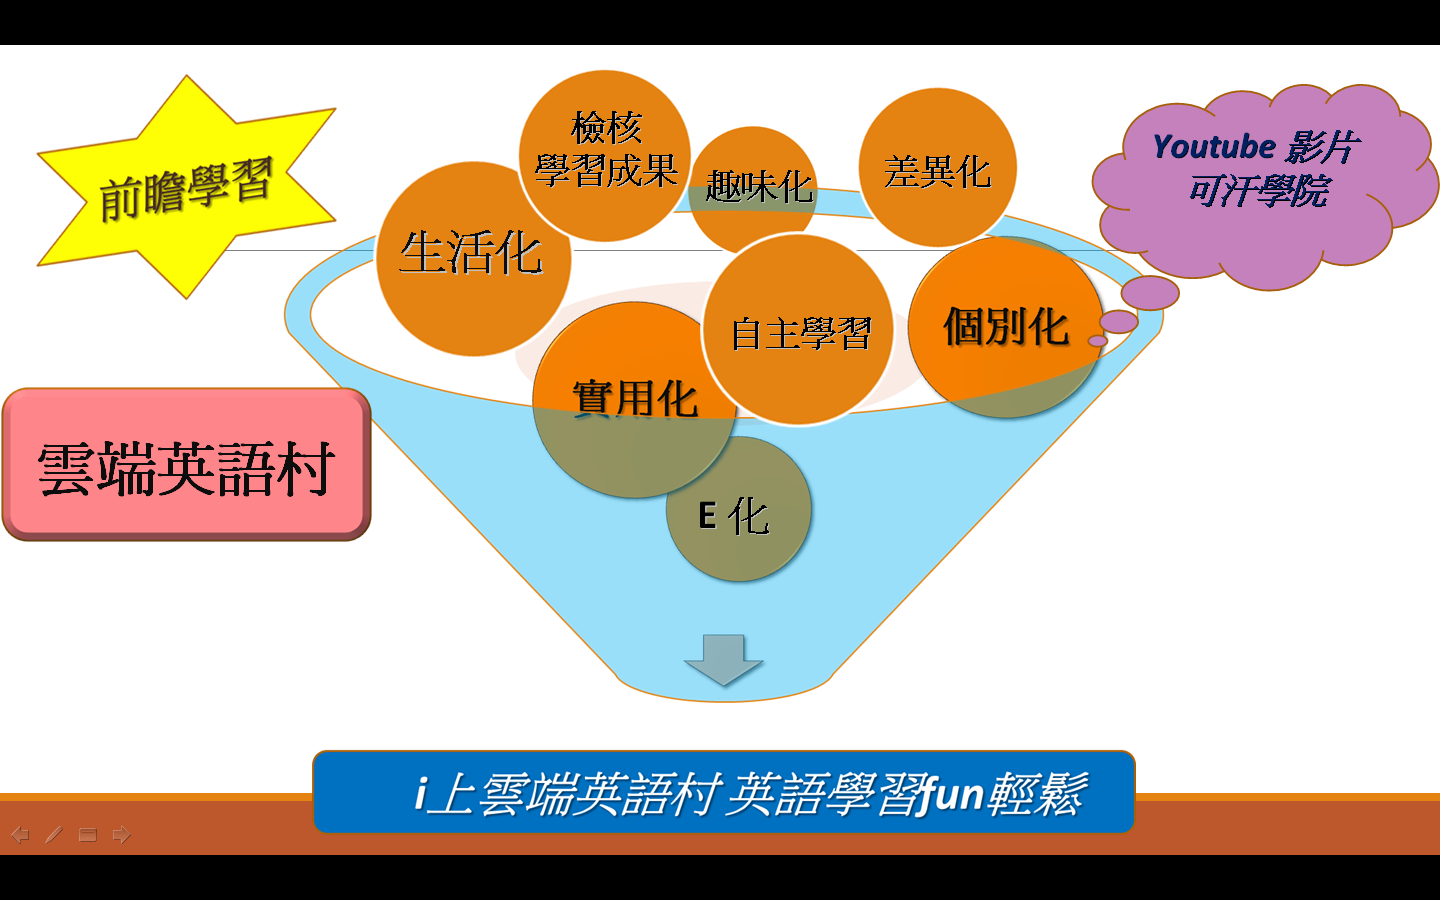 前瞻學習
檢核
學習成果
趣味化
差異化
Youtube 影片
可汗學院
生活化
自主學習
個別化
實用化
雲端英語村
E 化
i上雲端英語村 英語學習fun輕鬆